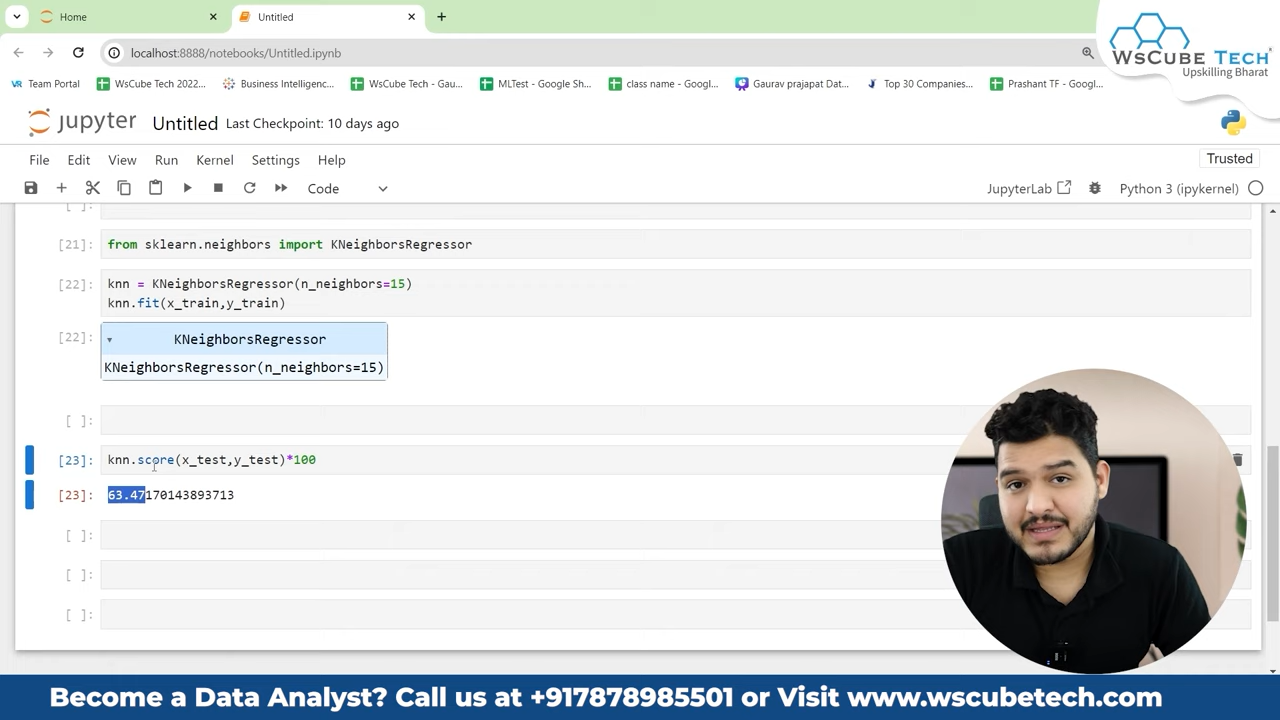 Home
Untitled
localhost:8888/notebooks/Untitled.ipynb
WsCube Tech
Upskilling Bharat
Team Portal
WsCube Tech 2022...
Business Intelligenc...
WsCube Tech - Gau...
MLTest - Google Sh...
class name - Googl...
Gaurav prajapat Dat...
Top 30 Companies...
Prashant TF - Googl...
jupyter Untitled Last Checkpoint: 10 days ago
File Edit View Run Kernel Settings Help
Trusted
Code
JupyterLab
Python 3 (ipykernel)
[ ]:
[21]: from sklearn.neighbors import KNeighborsRegressor
[22]: knn = KNeighborsRegressor(n_neighbors=15)
knn.fit(x_train,y_train)
[22]: KNeighborsRegressor
KNeighborsRegressor(n_neighbors=15)
[ ]:
[23]: knn.score(x_test,y_test)*100
[23]: 63.47170143893713
[ ]:
[ ]:
[ ]:
Become a Data Analyst? Call us at +917878985501 or Visit www.wscubetech.com